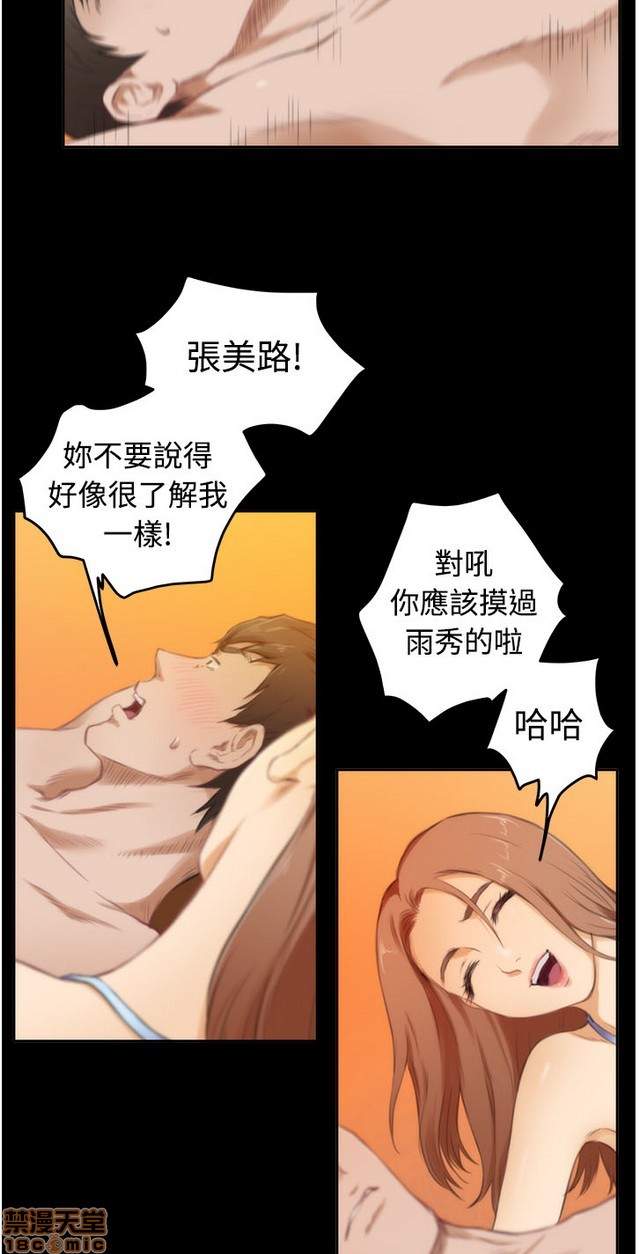 張美路!
妳不要說得
好像很了解我
一樣!
對吼
你應該摸過
雨秀的啦
哈哈
禁漫天堂
18comic